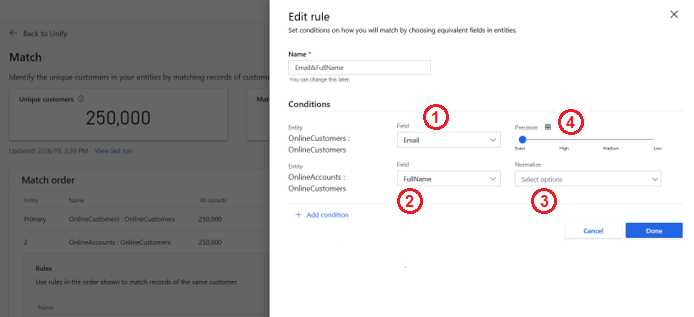 Back to Unify
Match
Identify the unique customers in your entities by matching records of custome
Unique customers
250,000
Mat
Updated: 2/26/19, 2:39 PM View last run
Match order
Entity Name All records
Primary OnlineCustomers : OnlineCustomers 250,000
2 OnlineAccounts : OnlineCustomers 250,000
Rules
Use rules in the order shown to match records of the same customer.
Name
Edit rule
Set conditions on how you will match by choosing equivalent fields in entities.
Name *
Email&FullName
You can change this later.
Conditions
1
4
Entity
OnlineCustomers :
OnlineCustomers
Field
Email
Precision
Exact High Medium Low
Entity
OnlineAccounts :
OnlineCustomers
Field
FullName
Normalize
Select options
2
3
+ Add condition
Cancel
Done